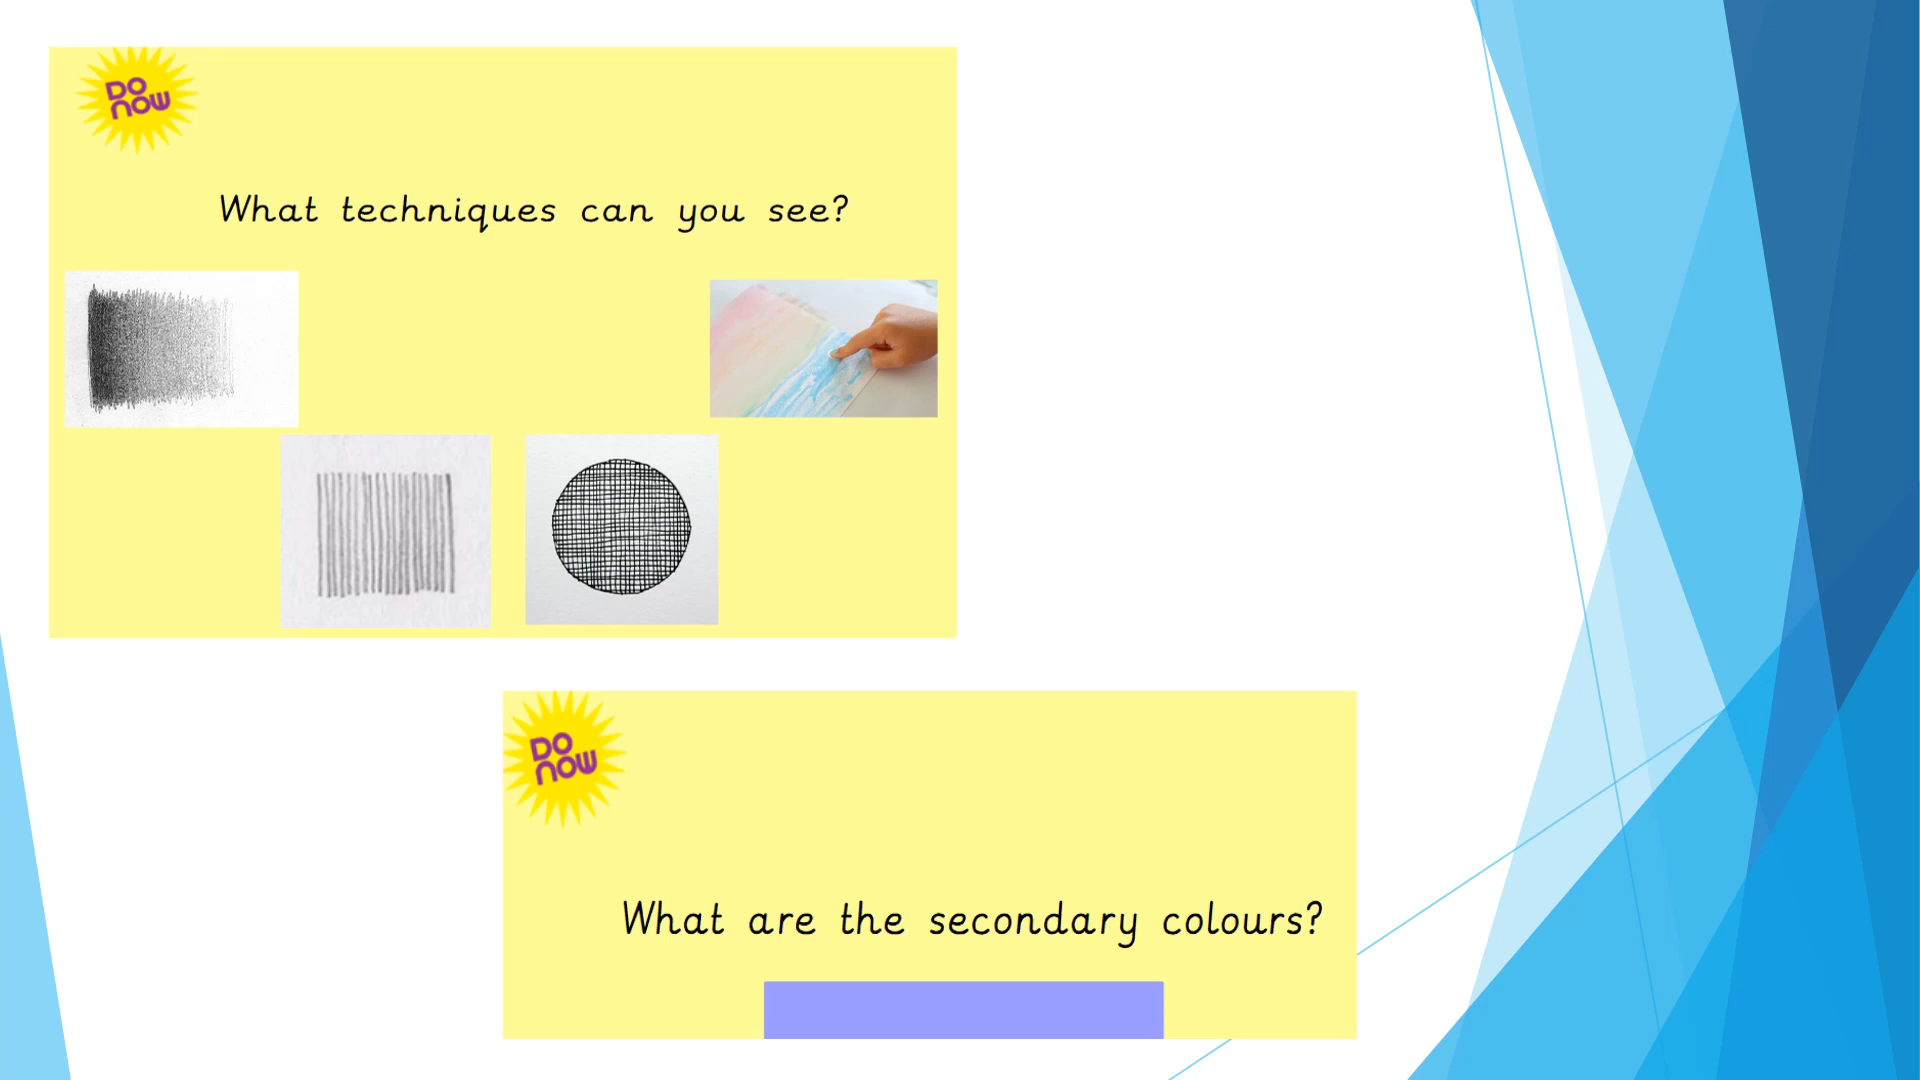 DO
NOW
What techniques can you see?
DO
NOW
What are the secondary colours?